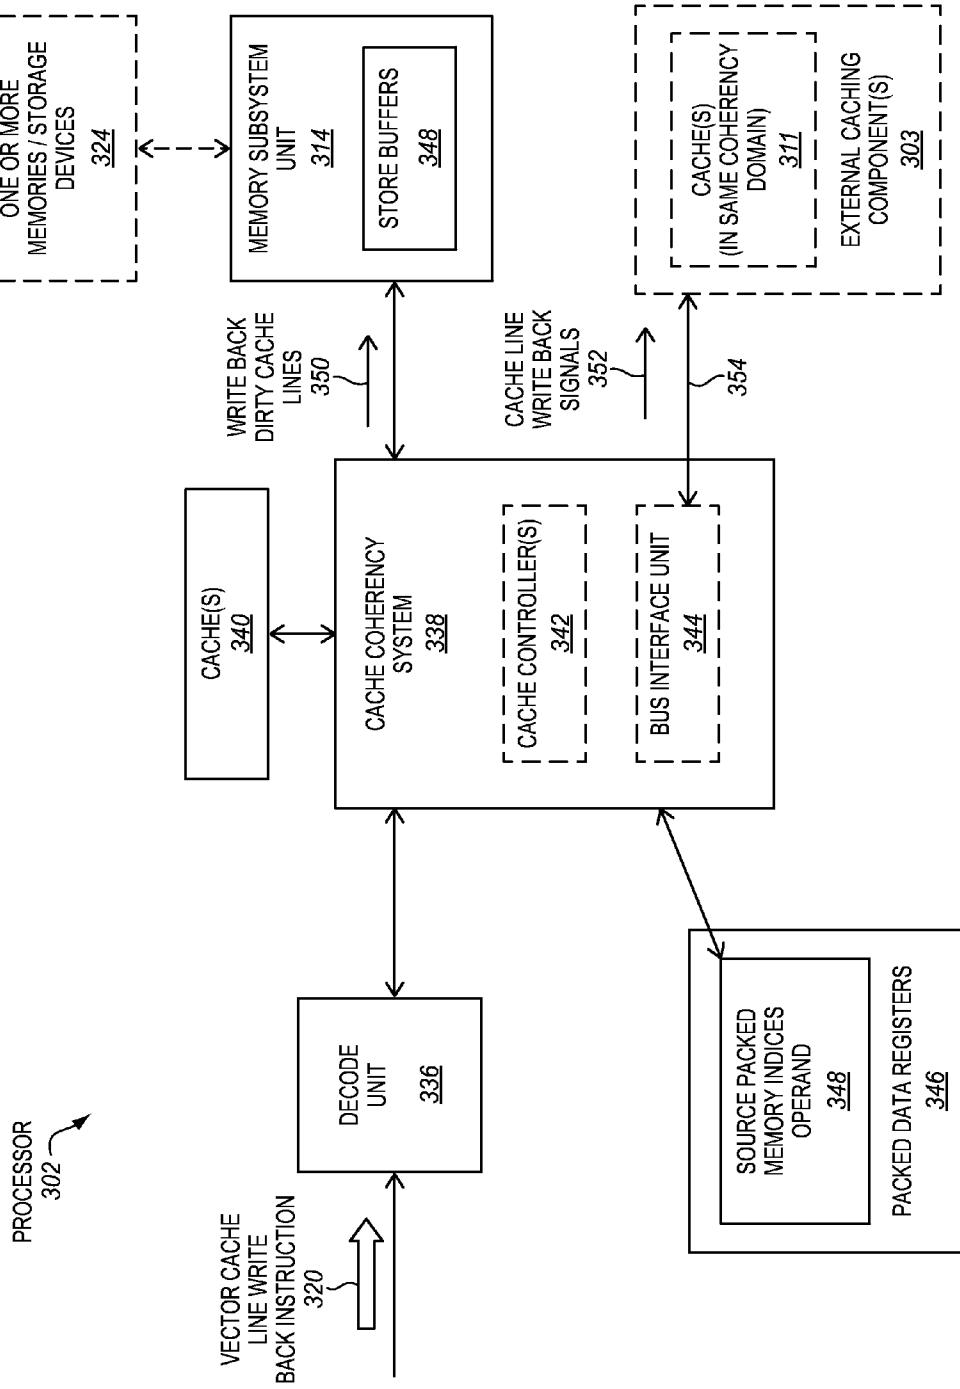 PROCESSOR
302
VECTOR CACHE
LINE WRITE
BACK INSTRUCTION
320
DECODE
UNIT
336
CACHE(S)
340
CACHE COHERENCY
SYSTEM
338
CACHE CONTROLLER(S)
342
BUS INTERFACE UNIT
344
SOURCE PACKED
MEMORY INDICES
OPERAND
348
PACKED DATA REGISTERS
346
WRITE BACK
DIRTY CACHE
LINES
350
CACHE LINE
WRITE BACK
SIGNALS
352
354
ONE OR MORE
MEMORIES / STORAGE
DEVICES
324
MEMORY SUBSYSTEM
UNIT
314
STORE BUFFERS
348
CACHE(S)
(IN SAME COHERENCY
DOMAIN)
311
EXTERNAL CACHING
COMPONENT(S)
303